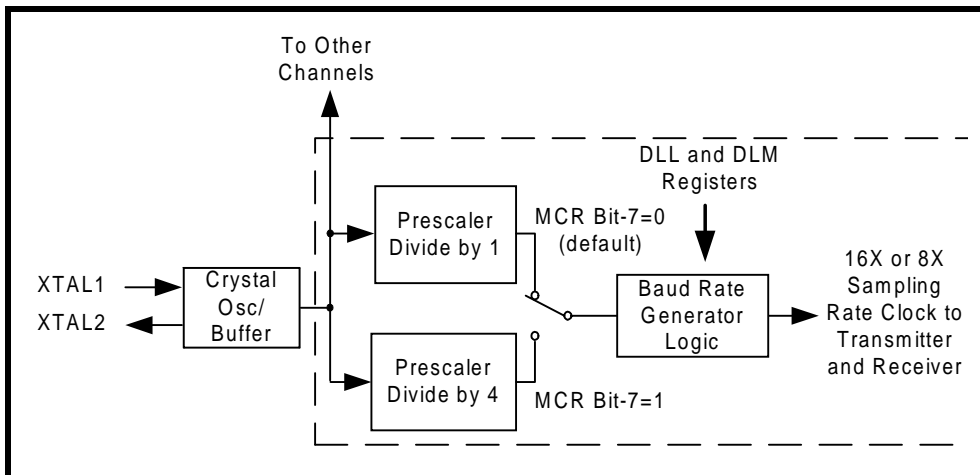 To Other
Channels
DLL and DLM
Registers
Prescaler
Divide by 1
MCR Bit-7=0
(default)
16X or 8X
Sampling
Rate Clock to
Transmitter
and Receiver
XTAL1
XTAL2
Crystal
Osc/
Buffer
Baud Rate
Generator
Logic
Prescaler
Divide by 4
MCR Bit-7=1